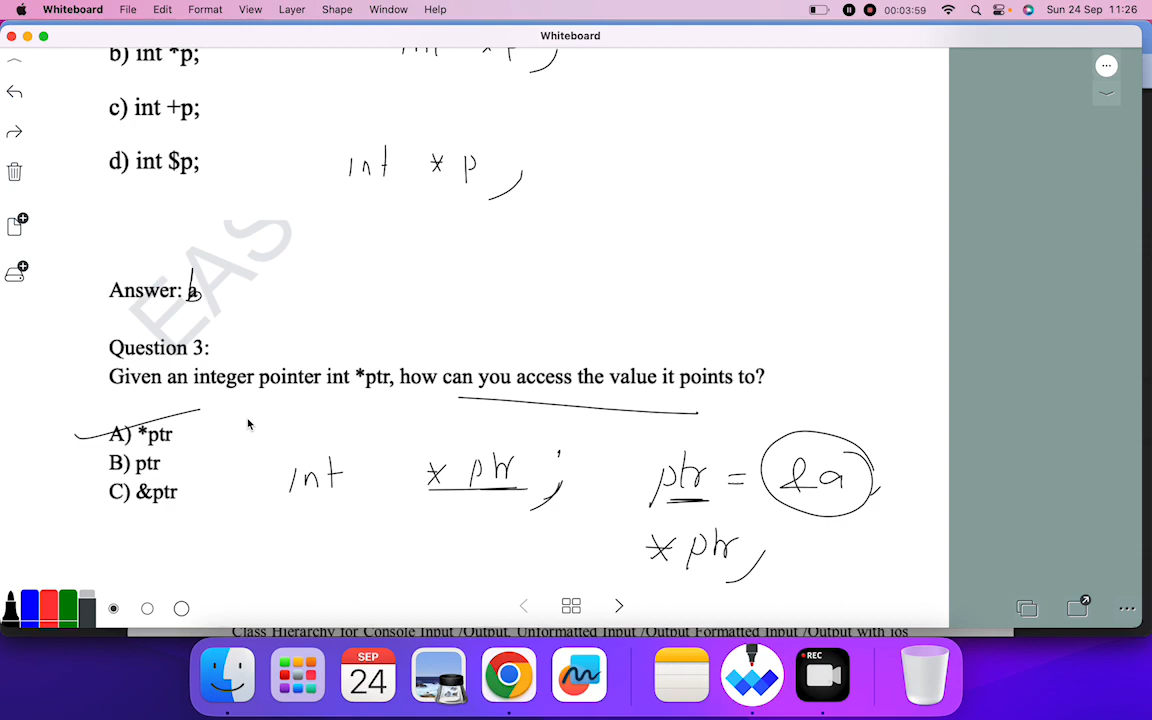 Whiteboard File Edit Format View Layer Shape Window Help 00:03:59 Sun 24 Sep 11:26
Whiteboard
b) int *p;
int *p;
c) int +p;
d) int $p;
int *p;
EAS
Answer: b
Question 3:
Given an integer pointer int *ptr, how can you access the value it points to?
A) *ptr
B) ptr
C) &ptr
int *ptr; ptr = &a;
*ptr;
Class Hierarchy for Console Input /Output, Unformatted Input /Output Formatted Input /Output with ios
SEP
24
REC